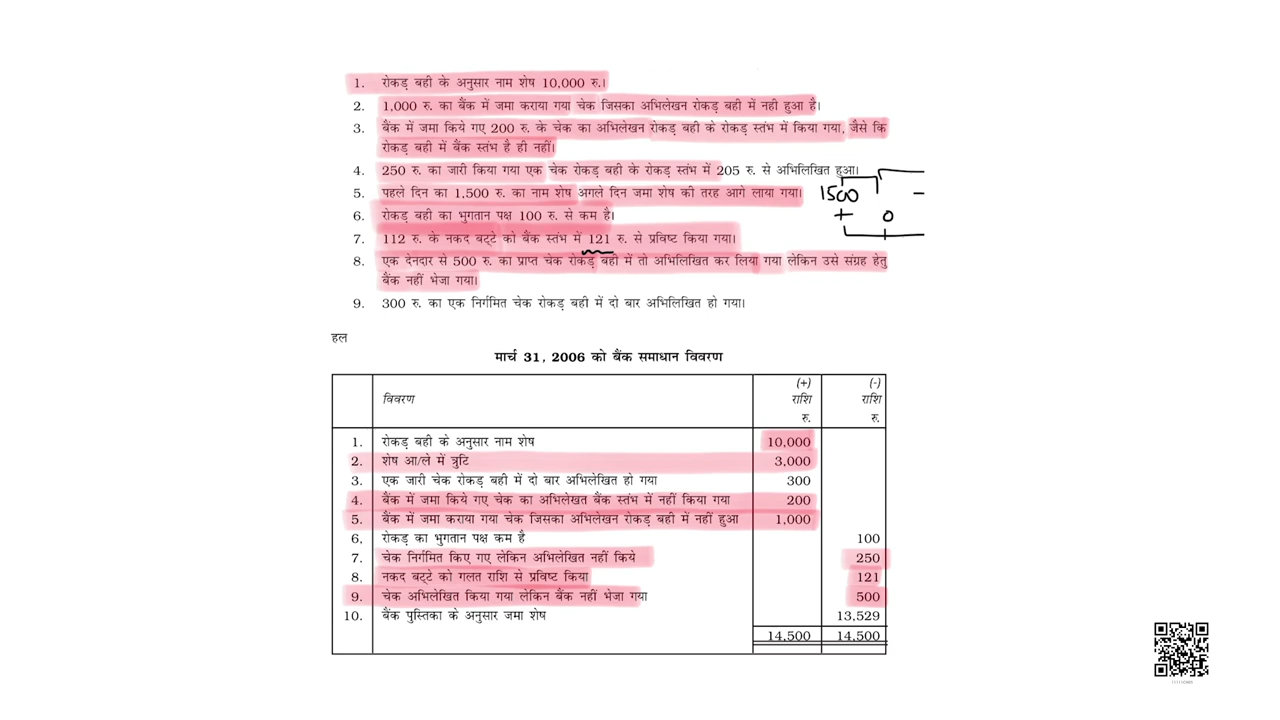 1. रोकड़ बही के अनुसार नाम शेष 10,000 रु.।
2. 1,000 रु. का बैंक में जमा कराया गया चेक जिसका अभिलेखन रोकड़ बही में नही हुआ है।
3. बैंक में जमा किये गए 200 रु. के चेक का अभिलेखन रोकड़ बही के रोकड़ स्तंभ में किया गया, जैसे कि
रोकड़ बही में बैंक स्तंभ है ही नहीं।
4. 250 रु. का जारी किया गया एक चेक रोकड़ बही के रोकड़ स्तंभ में 205 रु. से अभिलिखित हुआ।
5. पहले दिन का 1,500 रु. का नाम शेष अगले दिन जमा शेष की तरह आगे लाया गया।
1500 -
+ 0
6. रोकड़ बही का भुगतान पक्ष 100 रु. से कम है।
7. 112 रु. के नकद बट्टे को बैंक स्तंभ में 121 रु. से प्रविष्ट किया गया।
8. एक देनदार से 500 रु. का प्राप्त चेक रोकड़ बही में तो अभिलिखित कर लिया गया लेकिन उसे संग्रह हेतु
बैंक नहीं भेजा गया।
9. 300 रु. का एक निर्गमित चेक रोकड़ बही में दो बार अभिलिखित हो गया।
हल
मार्च 31, 2006 को बैंक समाधान विवरण
विवरण (+) राशि रु. (-) राशि रु.
1. रोकड़ बही के अनुसार नाम शेष 10,000
2. शेष आ/ले में त्रुटि 3,000
3. एक जारी चेक रोकड़ बही में दो बार अभिलेखित हो गया 300
4. बैंक में जमा किये गए चेक का अभिलेखत बैंक स्तंभ में नहीं किया गया 200
5. बैंक में जमा कराया गया चेक जिसका अभिलेखन रोकड़ बही में नहीं हुआ 1,000
6. रोकड़ का भुगतान पक्ष कम है 100
7. चेक निर्गमित किए गए लेकिन अभिलेखित नहीं किये 250
8. नकद बट्टे को गलत राशि से प्रविष्ट किया 121
9. चेक अभिलेखित किया गया लेकिन बैंक नहीं भेजा गया 500
10. बैंक पुस्तिका के अनुसार जमा शेष 13,529
14,500 14,500